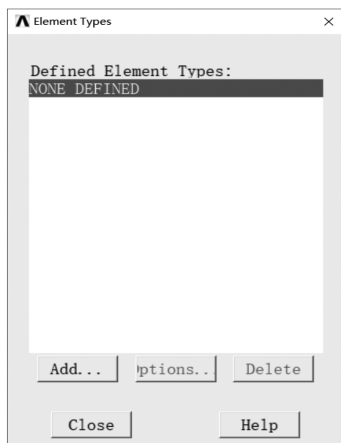 Element Types
Defined Element Types:
NONE DEFINED
Add... ptions.. Delete
Close Help